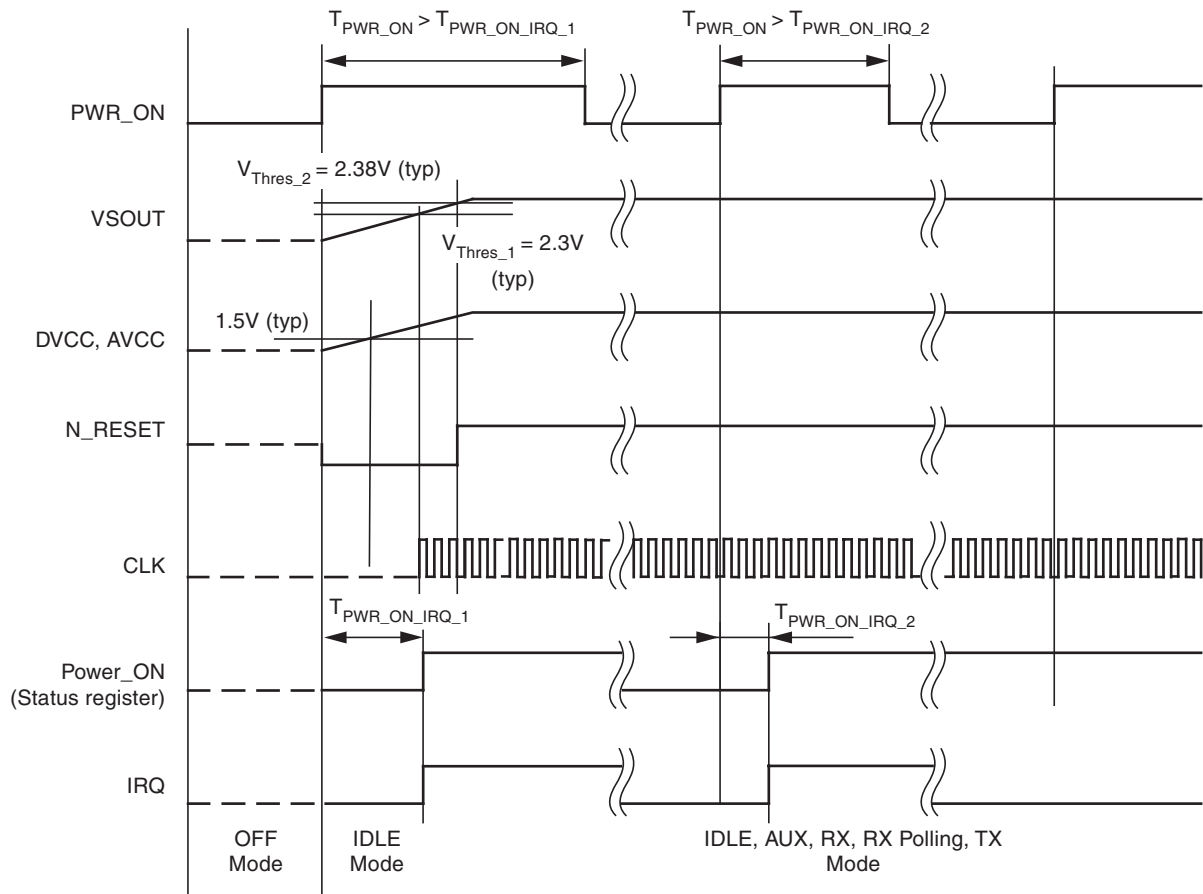 T_PWR_ON > T_PWR_ON_IRQ_1
T_PWR_ON > T_PWR_ON_IRQ_2
PWR_ON
V_Thres_2 = 2.38V (typ)
VSOUT
V_Thres_1 = 2.3V
(typ)
1.5V (typ)
DVCC, AVCC
N_RESET
CLK
T_PWR_ON_IRQ_1
T_PWR_ON_IRQ_2
Power_ON
(Status register)
IRQ
OFF
Mode
IDLE
Mode
IDLE, AUX, RX, RX Polling, TX
Mode